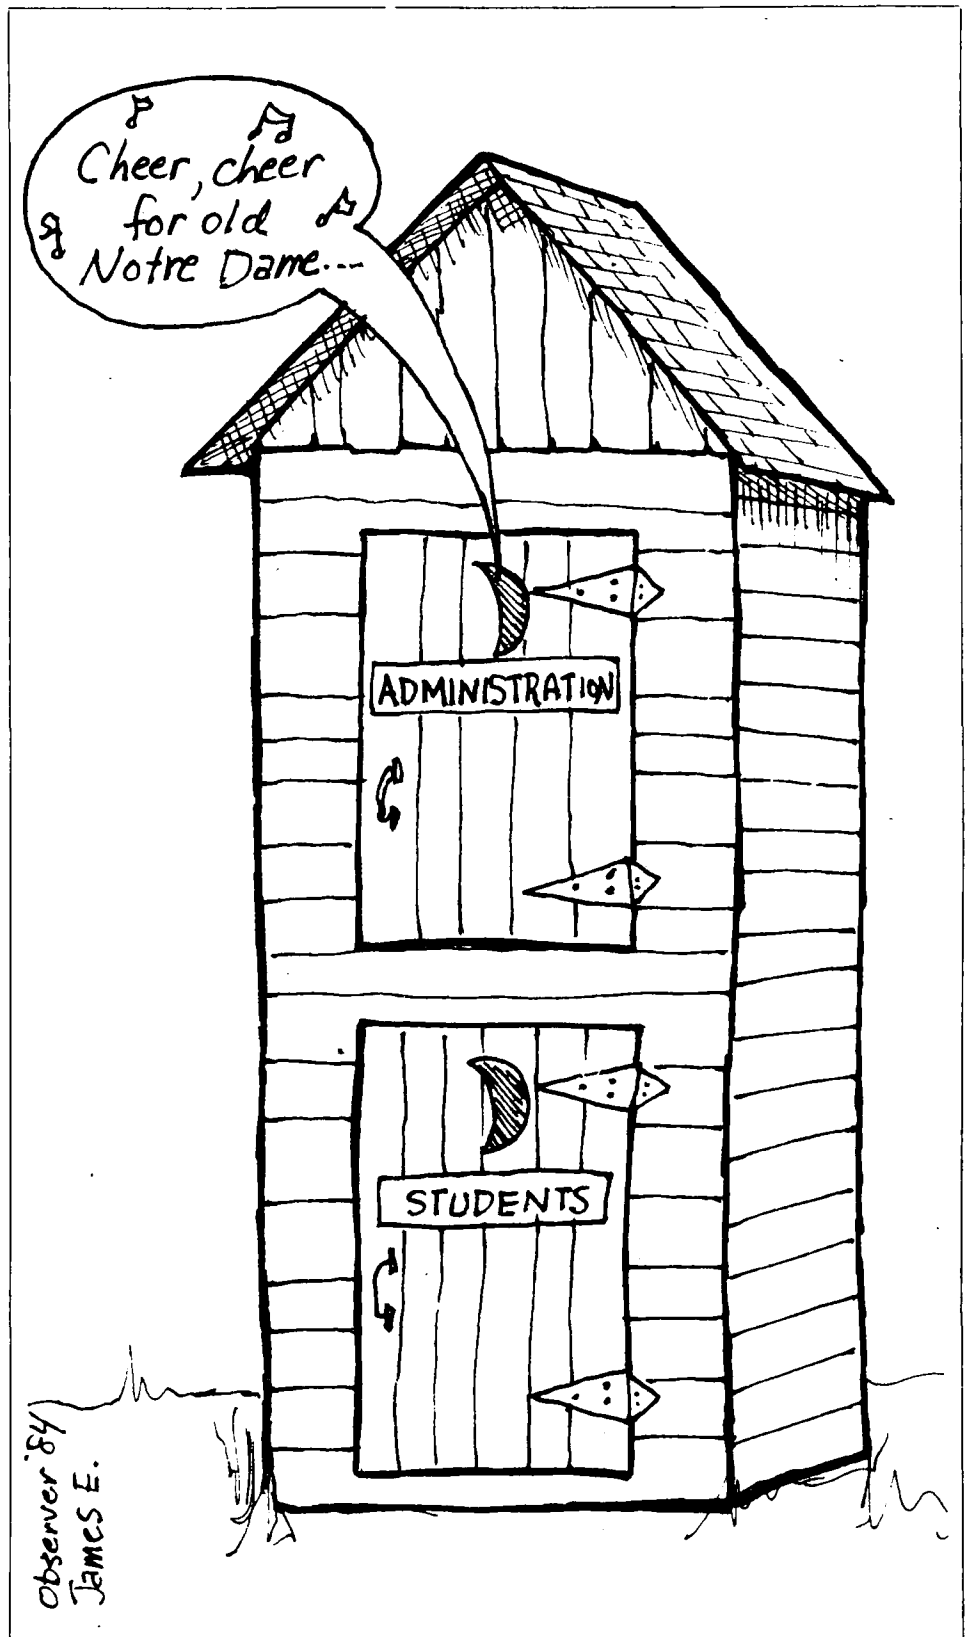 Cheer, cheer
for old
Notre Dame....
ADMINISTRATION
STUDENTS
Observer '84
James E.